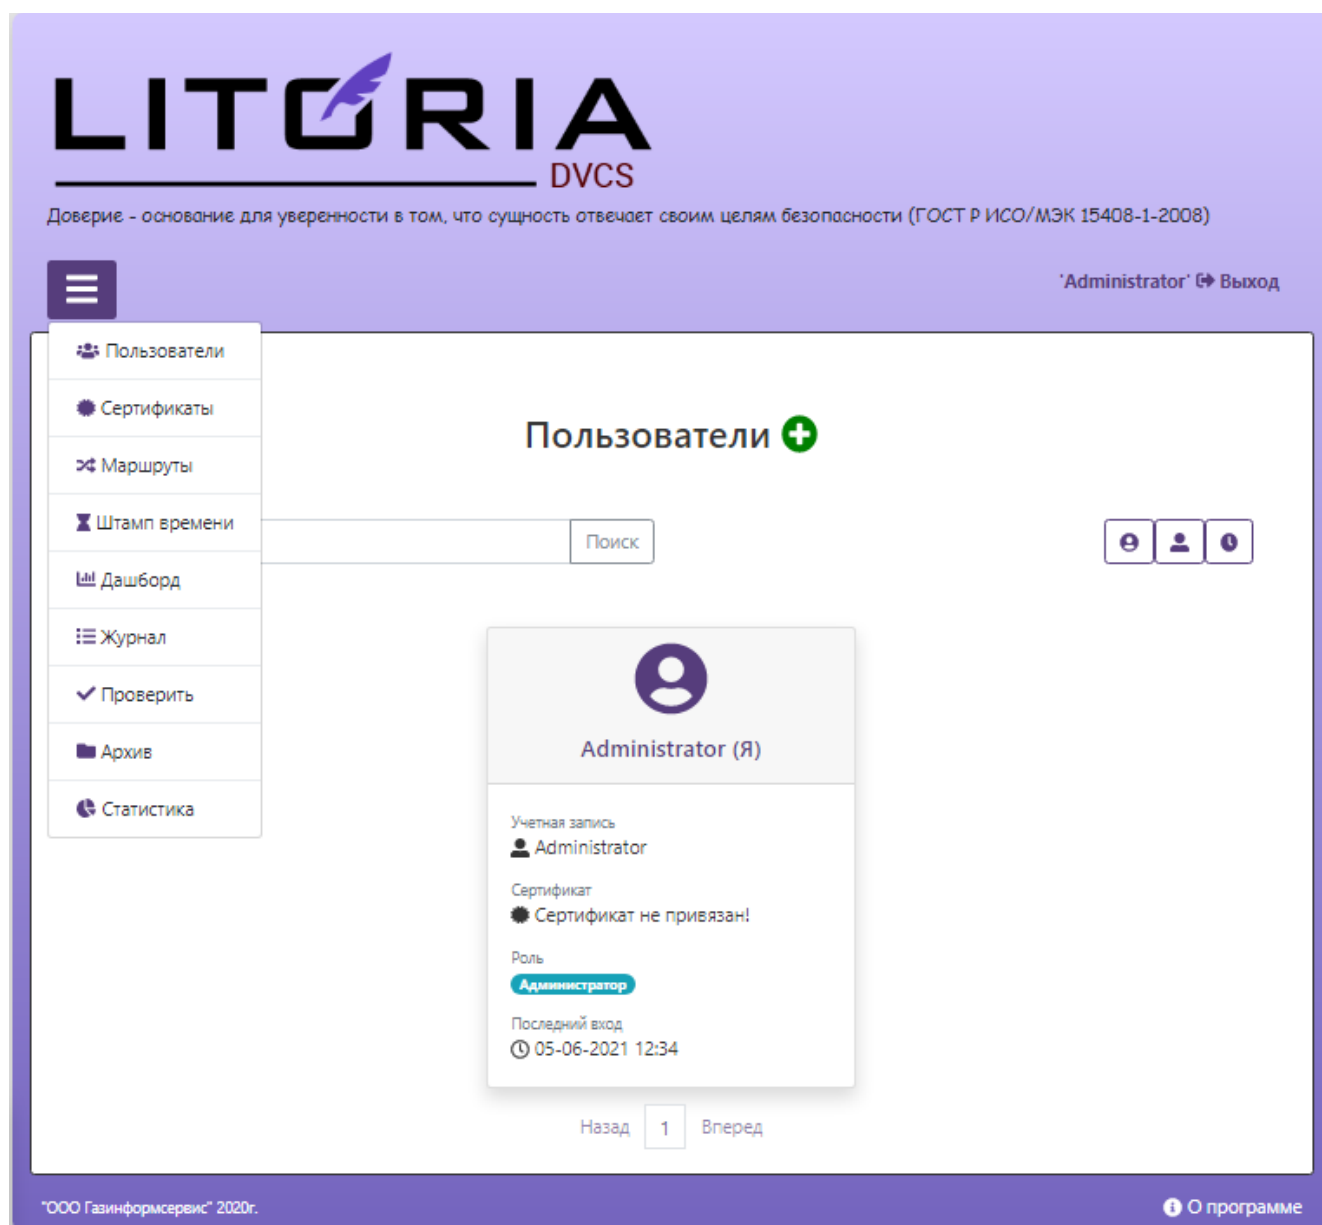 LITORIA
DVCS
Доверие - основание для уверенности в том, что сущность отвечает своим целям безопасности (ГОСТ Р ИСО/МЭК 15408-1-2008)
'Administrator' Выход
Пользователи
Сертификаты
Маршруты
Штамп времени
Дашборд
Журнал
Проверить
Архив
Статистика
Пользователи
Поиск
Administrator (Я)
Учетная запись
Administrator
Сертификат
Сертификат не привязан!
Роль
Администратор
Последний вход
05-06-2021 12:34
Назад 1 Вперед
"ООО Газинформсервис" 2020г.
О программе